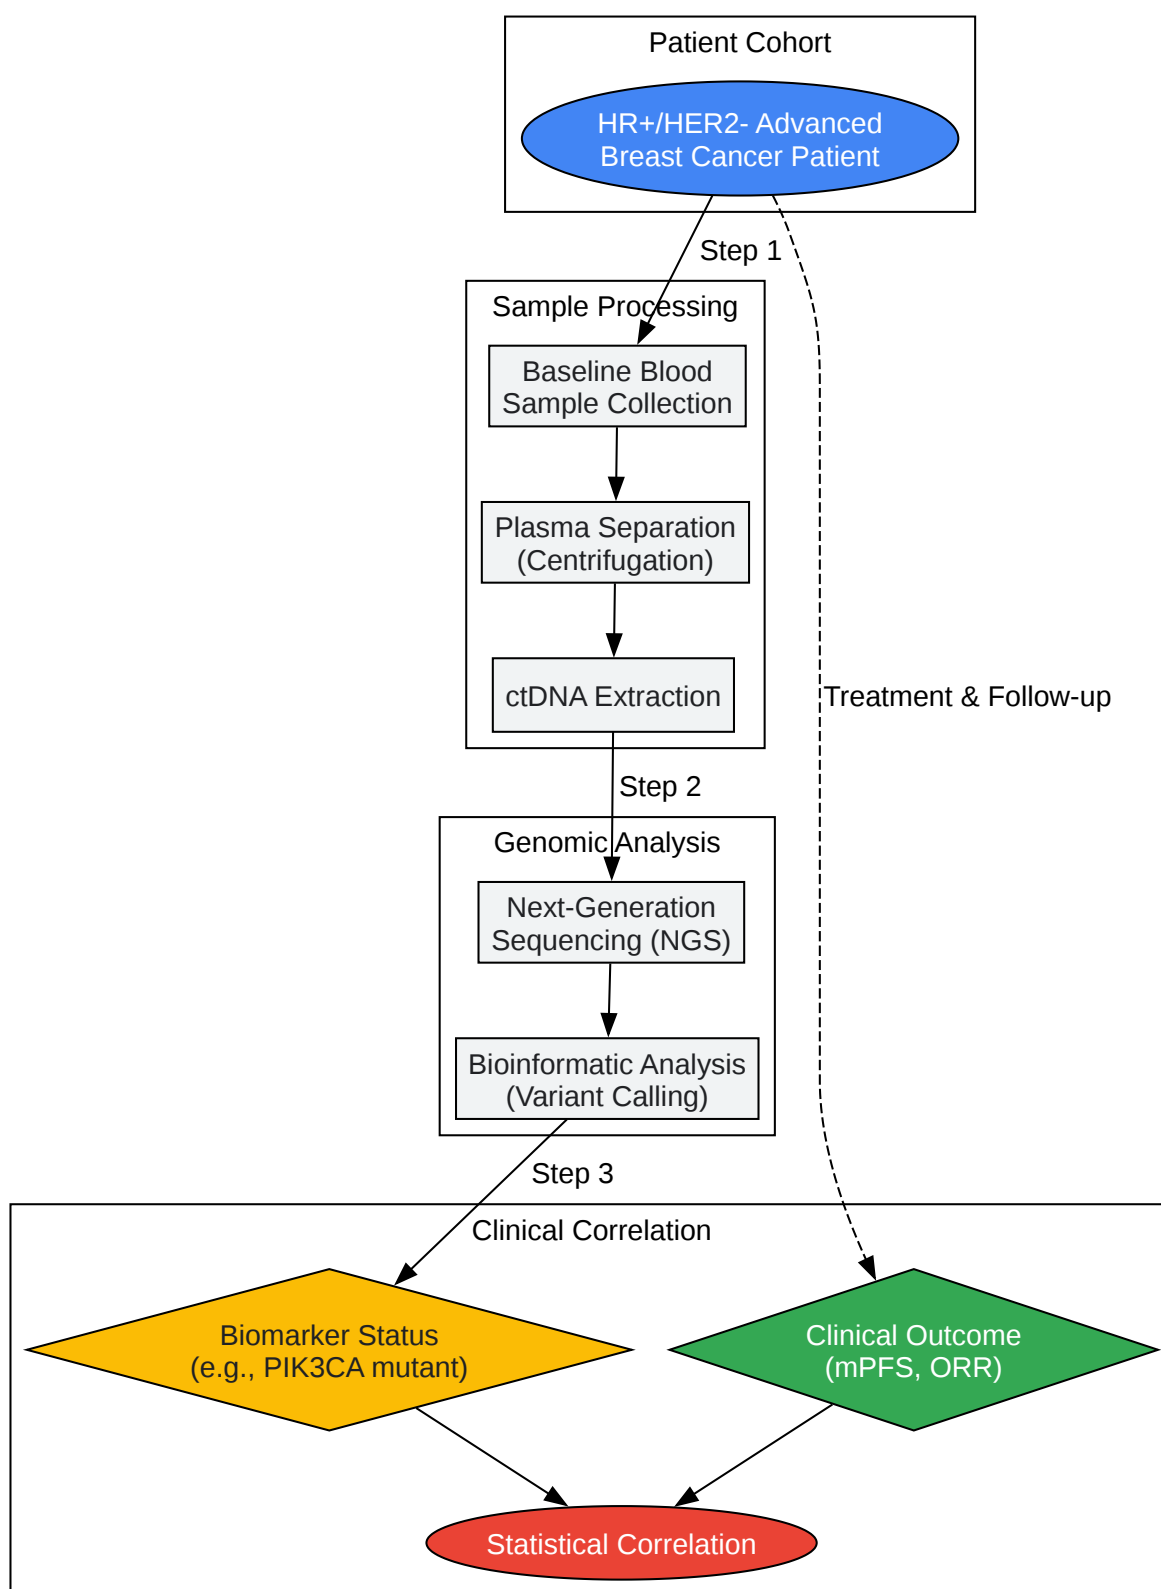 Patient Cohort
HR+/HER2- Advanced
Breast Cancer Patient
Step 1
Sample Processing
Baseline Blood
Sample Collection
Plasma Separation
(Centrifugation)
ctDNA Extraction
Treatment & Follow-up
Step 2
Genomic Analysis
Next-Generation
Sequencing (NGS)
Bioinformatic Analysis
(Variant Calling)
Step 3
Clinical Correlation
Biomarker Status
(e.g., PIK3CA mutant)
Clinical Outcome
(mPFS, ORR)
Statistical Correlation